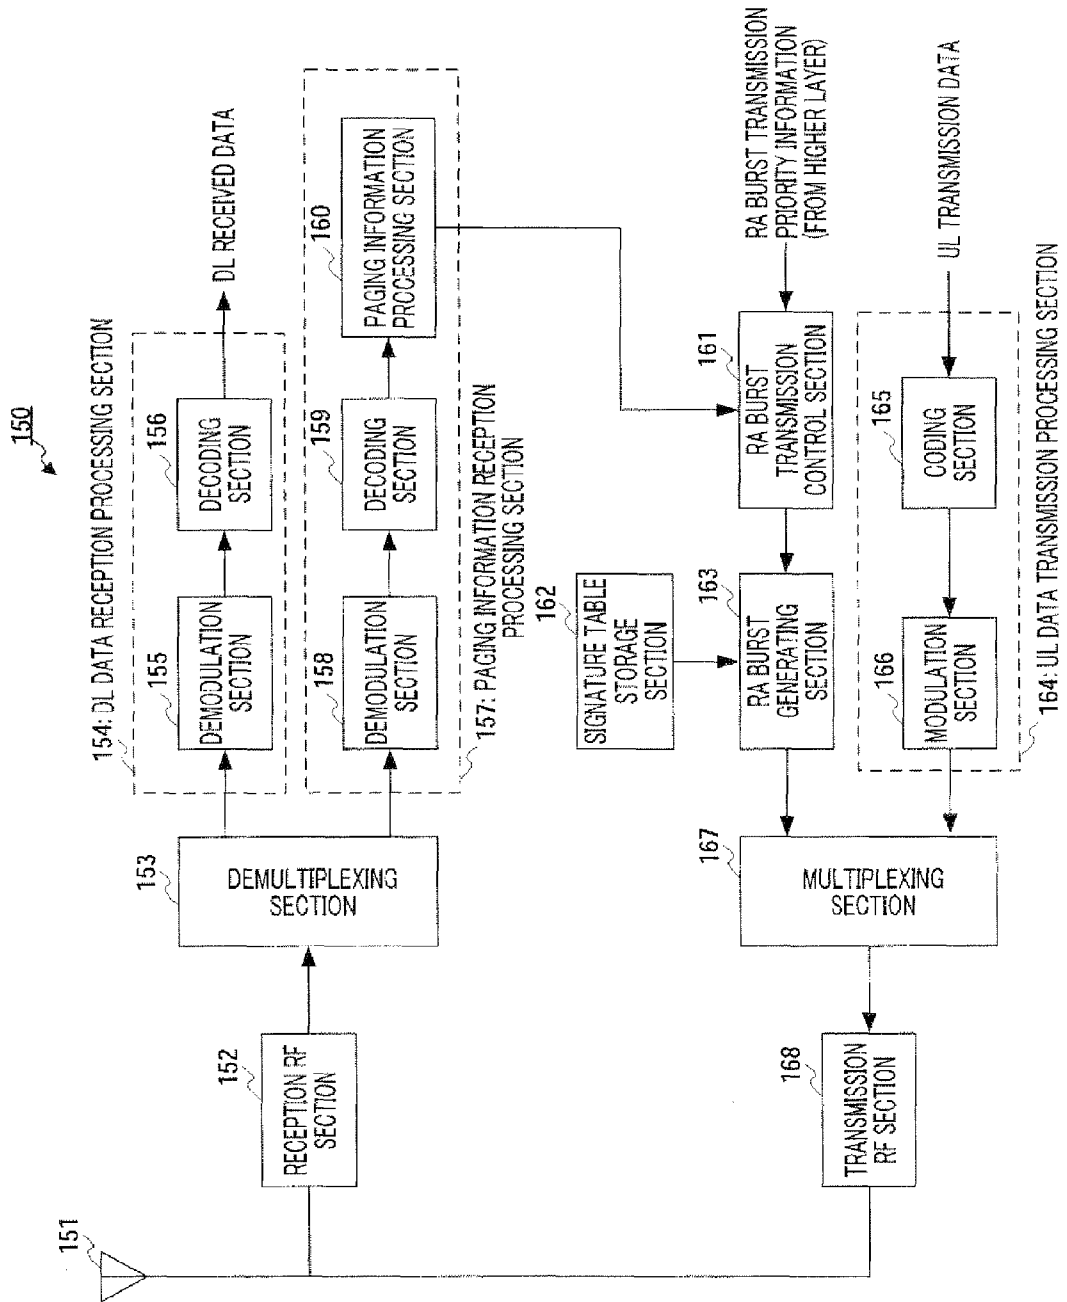 150
154: DL DATA RECEPTION PROCESSING SECTION
155
DEMODULATION
SECTION
156
DECODING
SECTION
DL RECEIVED DATA
151
152
RECEPTION RF
SECTION
153
DEMULTIPLEXING
SECTION
158
DEMODULATION
SECTION
159
DECODING
SECTION
160
PAGING INFORMATION
PROCESSING SECTION
157: PAGING INFORMATION RECEPTION
PROCESSING SECTION
162
SIGNATURE TABLE
STORAGE
SECTION
163
RA BURST
GENERATING
SECTION
161
RA BURST
TRANSMISSION
CONTROL SECTION
RA BURST TRANSMISSION
PRIORITY INFORMATION
(FROM HIGHER LAYER)
167
MULTIPLEXING
SECTION
168
TRANSMISSION
RF SECTION
166
MODULATION
SECTION
165
CODING
SECTION
UL TRANSMISSION DATA
164: UL DATA TRANSMISSION PROCESSING SECTION